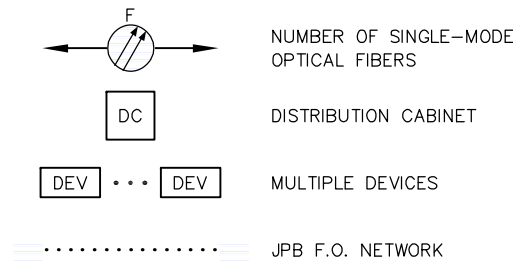 F
NUMBER OF SINGLE-MODE
OPTICAL FIBERS
DC
DISTRIBUTION CABINET
DEV ... DEV
MULTIPLE DEVICES
JPB F.O. NETWORK